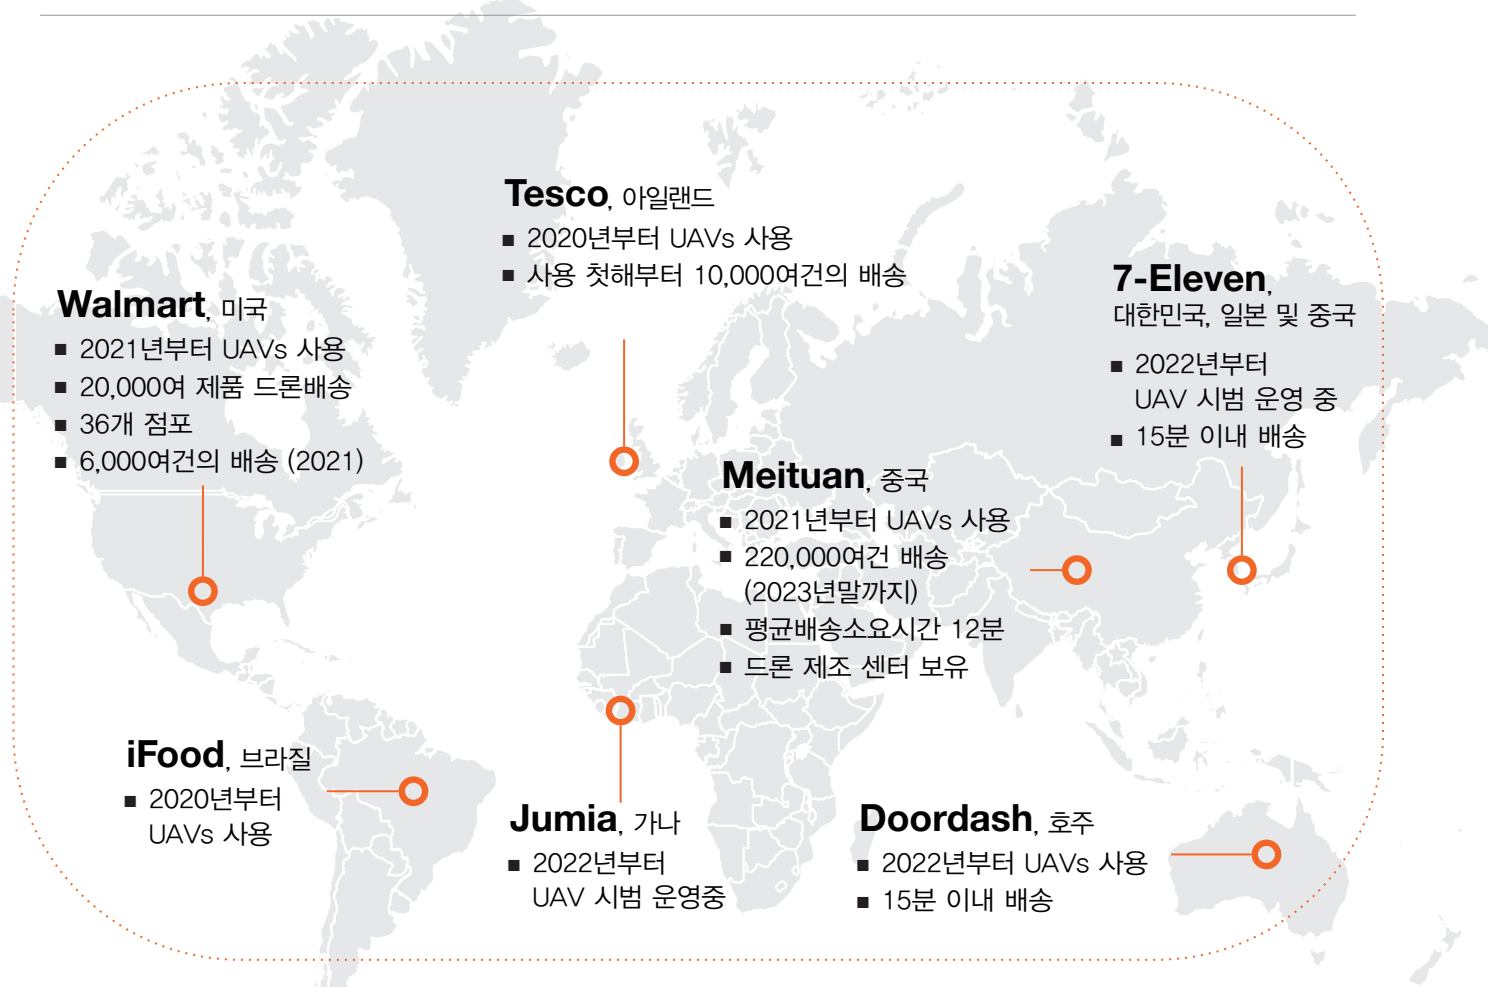 Tesco, 아일랜드
■ 2020년부터 UAVs 사용
■ 사용 첫해부터 10,000여건의 배송
Walmart, 미국
■ 2021년부터 UAVs 사용
■ 20,000여 제품 드론배송
■ 36개 점포
■ 6,000여건의 배송 (2021)
7-Eleven,
대한민국, 일본 및 중국
■ 2022년부터
UAV 시범 운영 중
■ 15분 이내 배송
Meituan, 중국
■ 2021년부터 UAVs 사용
■ 220,000여건 배송
(2023년말까지)
■ 평균배송소요시간 12분
■ 드론 제조 센터 보유
iFood, 브라질
■ 2020년부터
UAVs 사용
Jumia, 가나
■ 2022년부터
UAV 시범 운영중
Doordash, 호주
■ 2022년부터 UAVs 사용
■ 15분 이내 배송